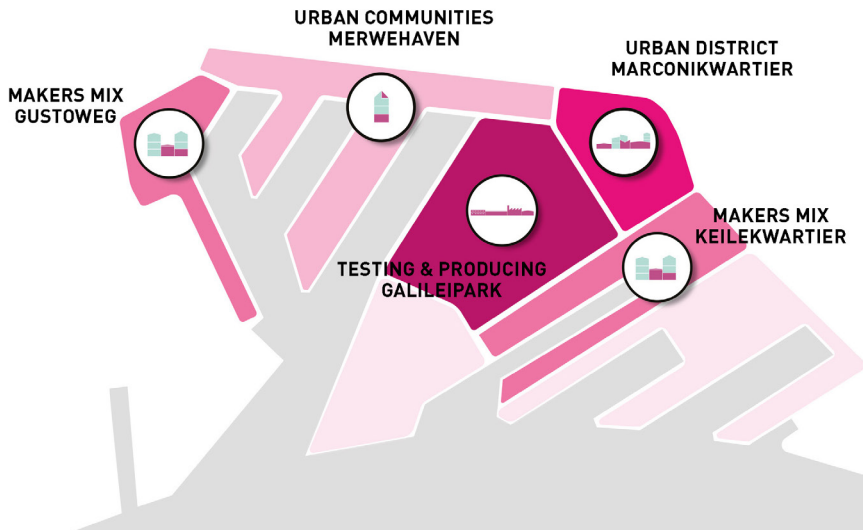 URBAN COMMUNITIES
MERWEHAVEN
URBAN DISTRICT
MARCONIKWARTIER
MAKERS MIX
GUSTOWEG
MAKERS MIX
KEILEKWARTIER
TESTING & PRODUCING
GALILEIPARK